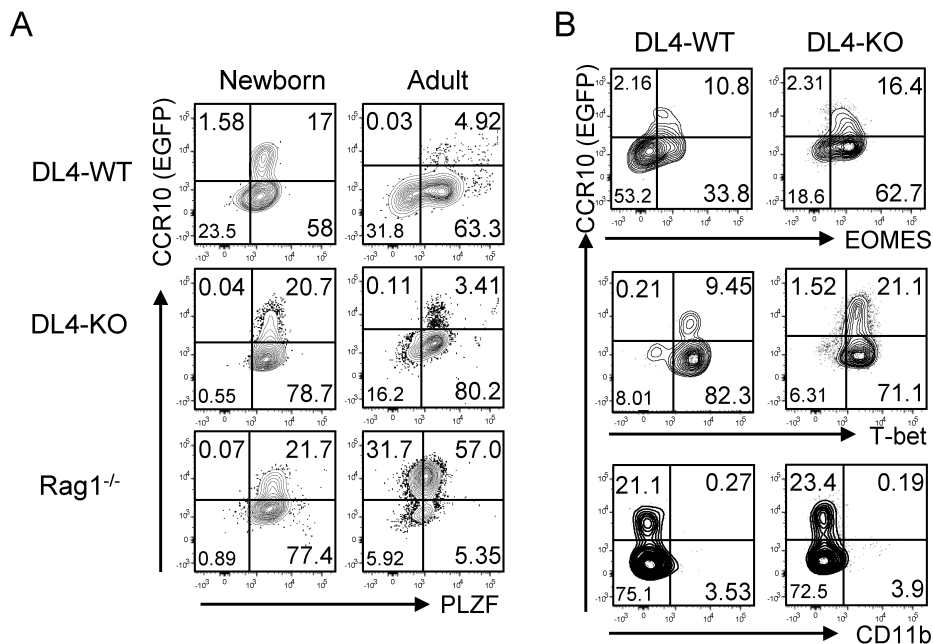 A
B
Newborn Adult
DL4-WT DL4-KO
DL4-WT
DL4-KO
Rag1-/-
CCR10 (EGFP)
1.58 17
23.5 58
0.03 4.92
31.8 63.3
0.04 20.7
0.55 78.7
0.11 3.41
16.2 80.2
0.07 21.7
0.89 77.4
31.7 57.0
5.92 5.35
PLZF
CCR10 (EGFP)
2.16 10.8
53.2 33.8
2.31 16.4
18.6 62.7
EOMES
0.21 9.45
8.01 82.3
1.52 21.1
6.31 71.1
T-bet
21.1 0.27
75.1 3.53
23.4 0.19
72.5 3.9
CD11b